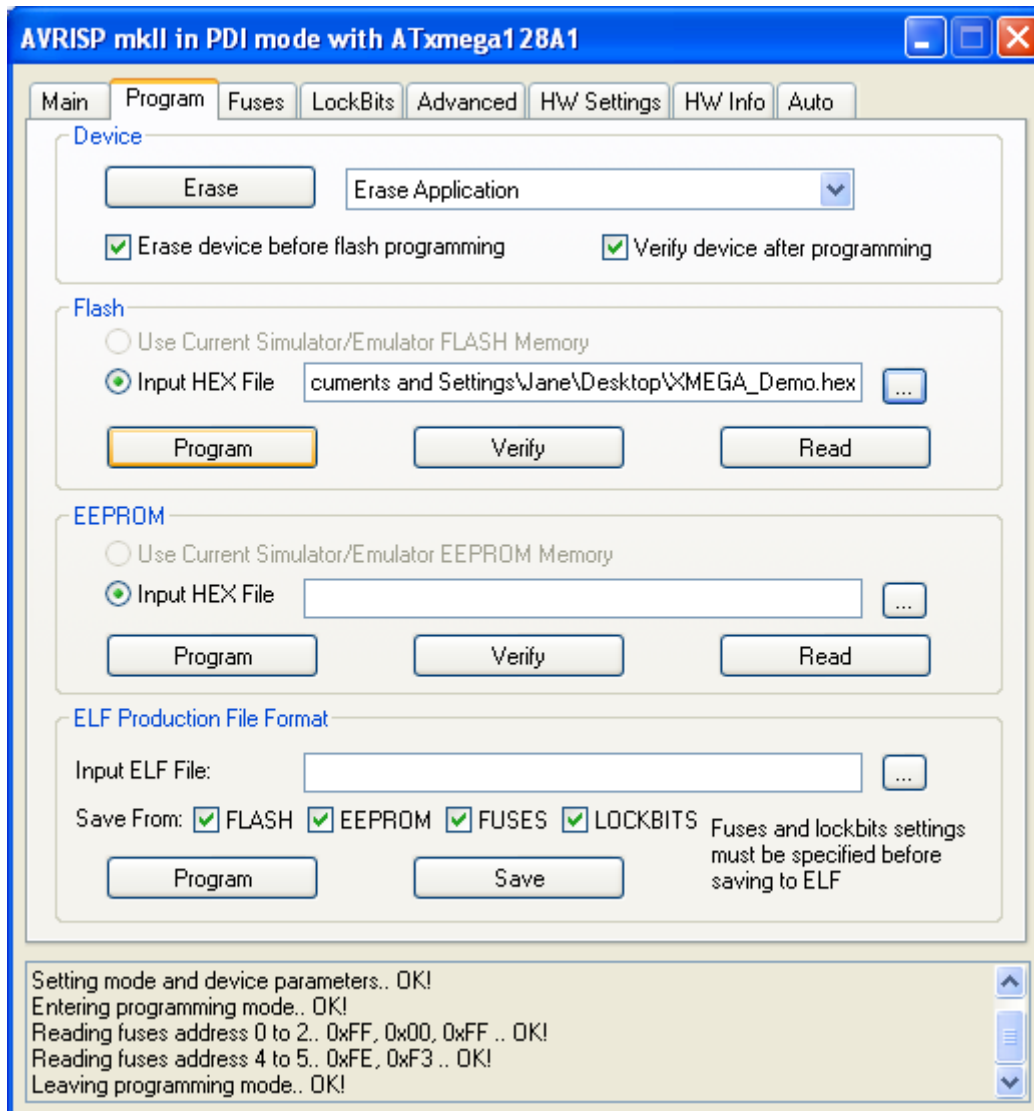 AVRISP mkII in PDI mode with ATxmega128A1
Main Program Fuses LockBits Advanced HW Settings HW Info Auto
Device
Erase Erase Application
Erase device before flash programming Verify device after programming
Flash
Use Current Simulator/Emulator FLASH Memory
Input HEX File cuments and Settings\Jane\Desktop\XMEGA_Demo.hex ...
Program Verify Read
EEPROM
Use Current Simulator/Emulator EEPROM Memory
Input HEX File ...
Program Verify Read
ELF Production File Format
Input ELF File: ...
Save From: FLASH EEPROM FUSES LOCKBITS Fuses and lockbits settings
must be specified before
Program Save saving to ELF
Setting mode and device parameters.. OK!
Entering programming mode.. OK!
Reading fuses address 0 to 2.. 0xFF, 0x00, 0xFF .. OK!
Reading fuses address 4 to 5.. 0xFE, 0xF3 .. OK!
Leaving programming mode.. OK!